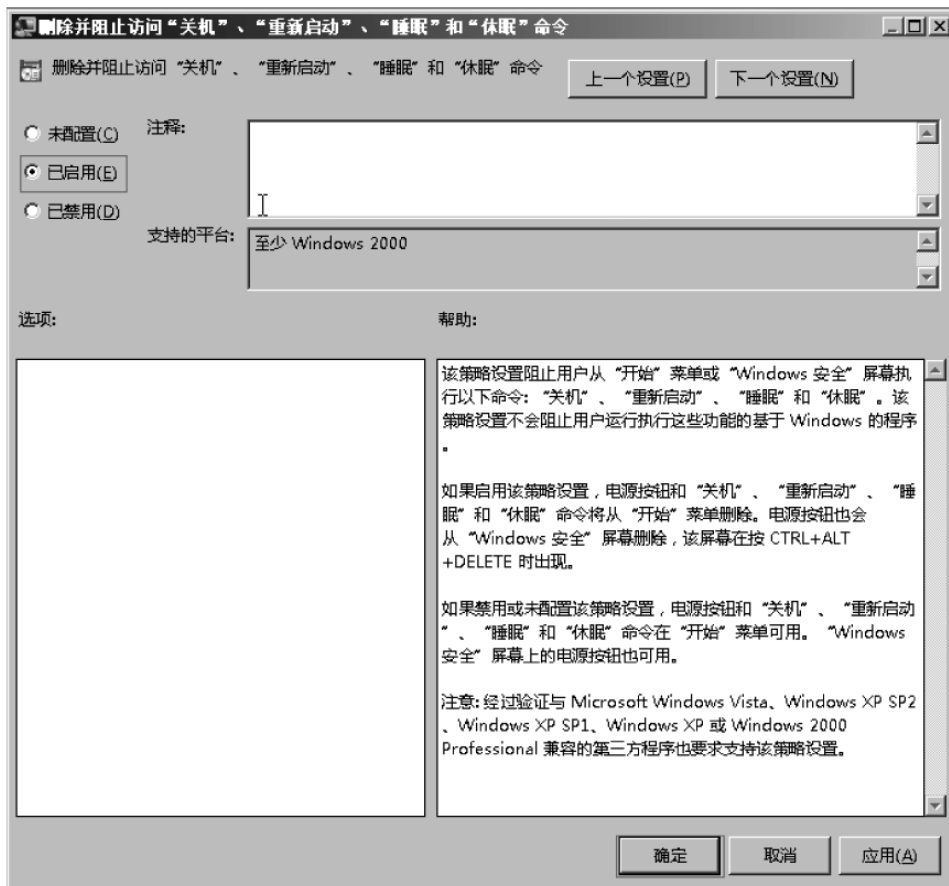 删除并阻止访问“关机”、“重新启动”、“睡眠”和“休眠”命令
删除并阻止访问“关机”、“重新启动”、“睡眠”和“休眠”命令
上一个设置(P)
下一个设置(N)
未配置(C)
注释:
已启用(E)
已禁用(D)
支持的平台:
至少 Windows 2000
选项:
帮助:
该策略设置阻止用户从“开始”菜单或“Windows 安全”屏幕执
行以下命令: “关机”、“重新启动”、“睡眠”和“休眠”。该
策略设置不会阻止用户运行执行这些功能的基于 Windows 的程序
。
如果启用该策略设置，电源按钮和“关机”、“重新启动”、“睡
眠”和“休眠”命令将从“开始”菜单删除。电源按钮也会
从“Windows 安全”屏幕删除，该屏幕在按 CTRL+ALT
+DELETE 时出现。
如果禁用或未配置该策略设置，电源按钮和“关机”、“重新启动
”、“睡眠”和“休眠”命令在“开始”菜单可用。“Windows
安全”屏幕上的电源按钮也可用。
注意: 经过验证与 Microsoft Windows Vista、Windows XP SP2
、Windows XP SP1、Windows XP 或 Windows 2000
Professional 兼容的第三方程序也要求支持该策略设置。
确定
取消
应用(A)